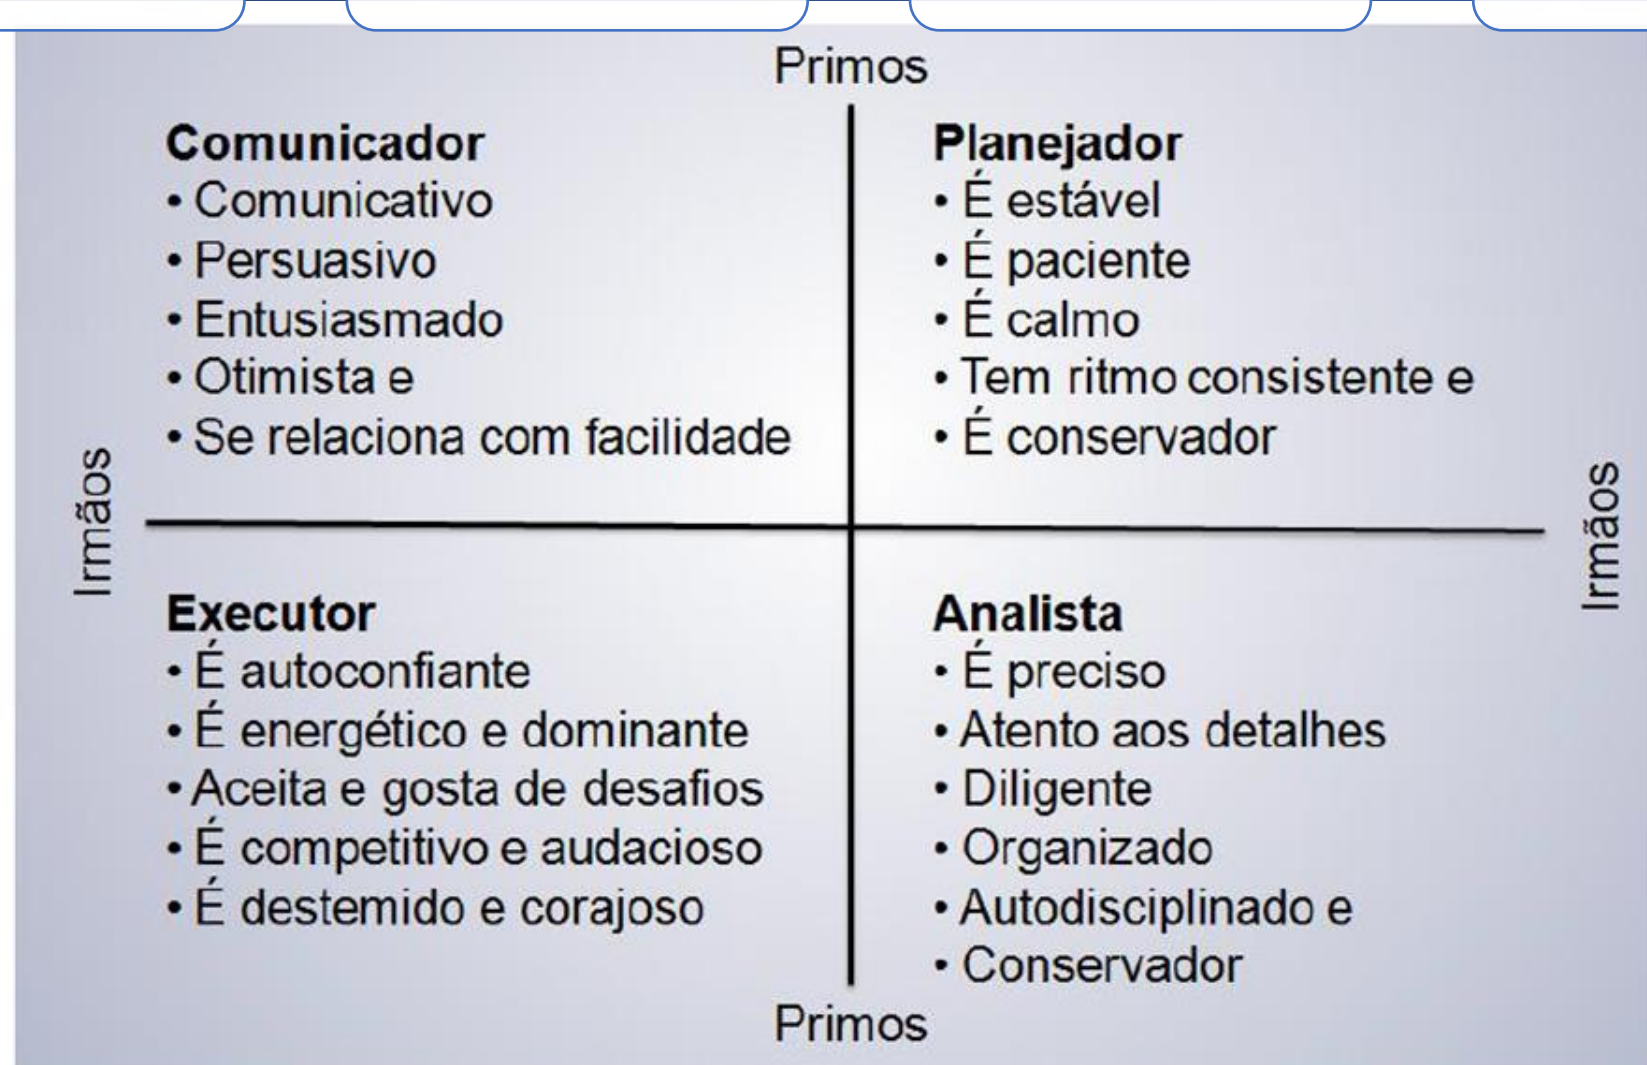 Primos
Comunicador
• Comunicativo
• Persuasivo
• Entusiasmado
• Otimista e
• Se relaciona com facilidade
Planejador
• É estável
• É paciente
• É calmo
• Tem ritmo consistente e
• É conservador
Irmãos
Irmãos
Executor
• É autoconfiante
• É energético e dominante
• Aceita e gosta de desafios
• É competitivo e audacioso
• É destemido e corajoso
Analista
• É preciso
• Atento aos detalhes
• Diligente
• Organizado
• Autodisciplinado e
• Conservador
Primos